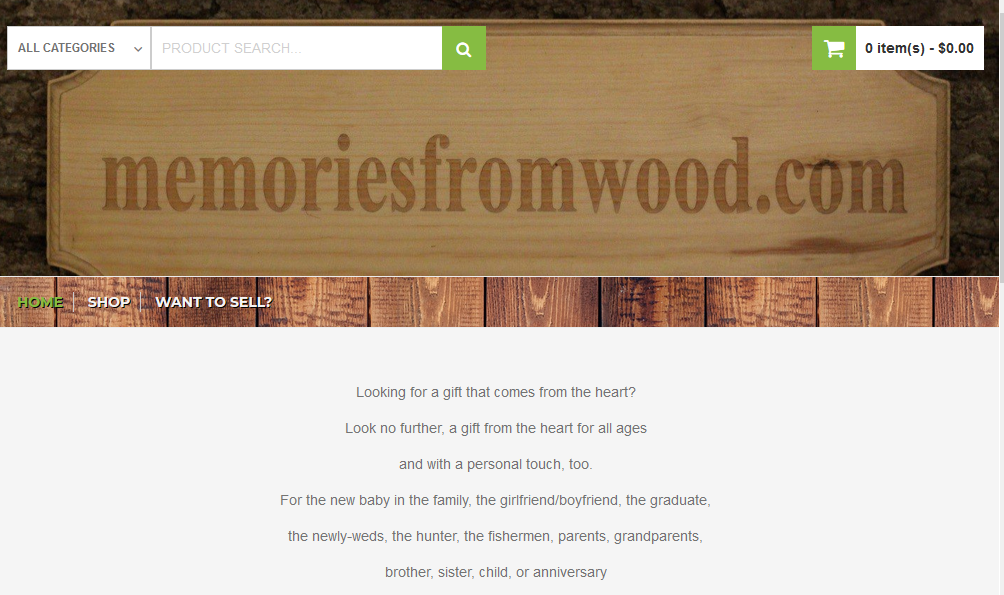 ALL CATEGORIES PRODUCT SEARCH... 0 item(s) - $0.00
memoriesfromwood.com
HOME SHOP WANT TO SELL?
Looking for a gift that comes from the heart?
Look no further, a gift from the heart for all ages
and with a personal touch, too.
For the new baby in the family, the girlfriend/boyfriend, the graduate,
the newly-weds, the hunter, the fishermen, parents, grandparents,
brother, sister, child, or anniversary